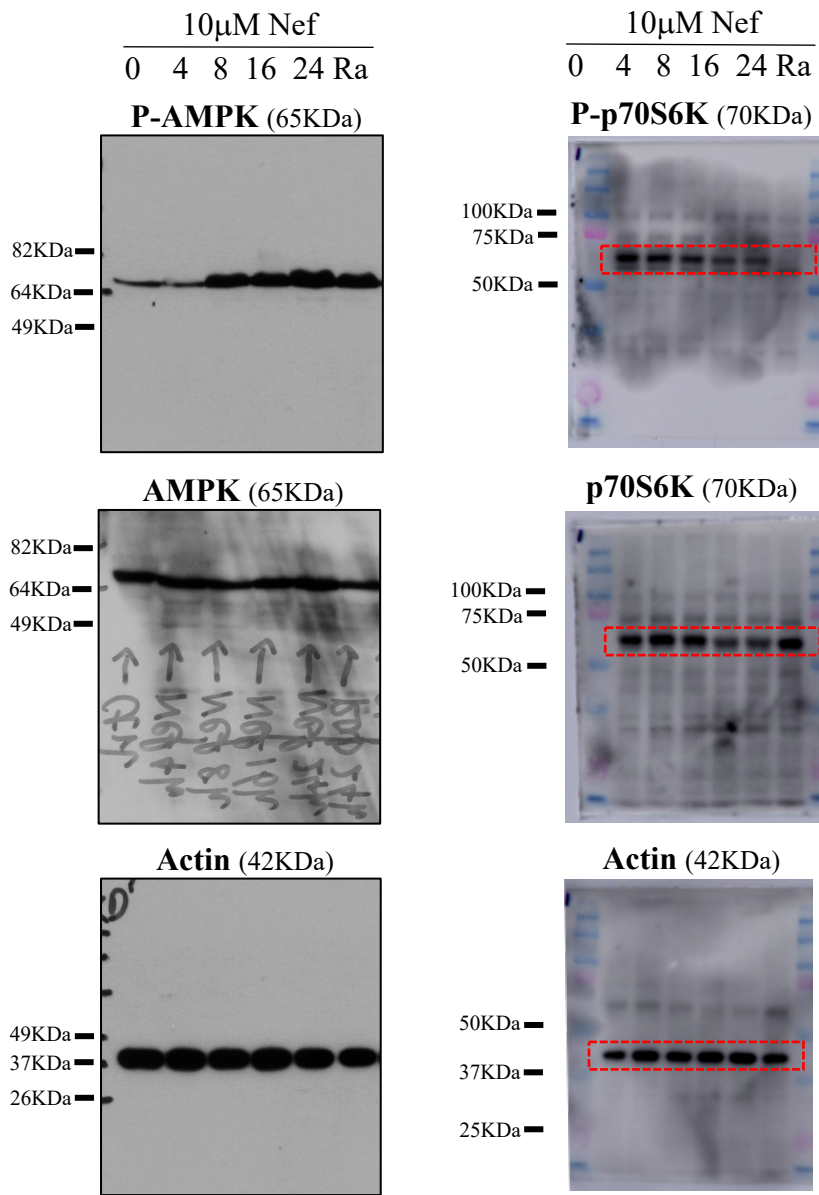 10μM Nef
0 4 8 16 24 Ra
P-AMPK (65KDa)
82KDa
64KDa
49KDa
AMPK (65KDa)
82KDa
64KDa
49KDa
Actin (42KDa)
49KDa
37KDa
26KDa
10μM Nef
0 4 8 16 24 Ra
P-p70S6K (70KDa)
100KDa
75KDa
50KDa
p70S6K (70KDa)
100KDa
75KDa
50KDa
Actin (42KDa)
50KDa
37KDa
25KDa